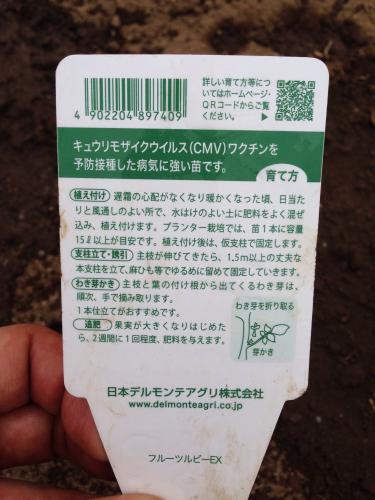 詳しい育て方等につ
いてはホームページ・
QRコードからご覧
ください。 ▶
4 902204 897409
キュウリモザイクウイルス(CMV)ワクチンを
予防接種した病気に強い苗です。
育て方
植え付け 遅霜の心配がなくなり暖かくなった頃、日当た
りと風通しのよい所で、水はけのよい土に肥料をよく混ぜ
込み、植え付けます。プランター栽培では、苗1本に容量
15ℓ以上が目安です。植え付け後は、仮支柱で固定します。
支柱立て・誘引 主枝が伸びてきたら、1.5m以上の丈夫な
本支柱を立て、麻ひも等でゆるめに留めて固定していきます。
わき芽かき 主枝と葉の付け根から出てくるわき芽は、
順次、手で摘み取ります。
1本仕立てがおすすめです。
追肥 果実が大きくなりはじめた
ら、2週間に1回程度、肥料を与えます。
わき芽を折り取る
芽かき
日本デルモンテアグリ株式会社
www.delmonteagri.co.jp
フルーツルビーEX